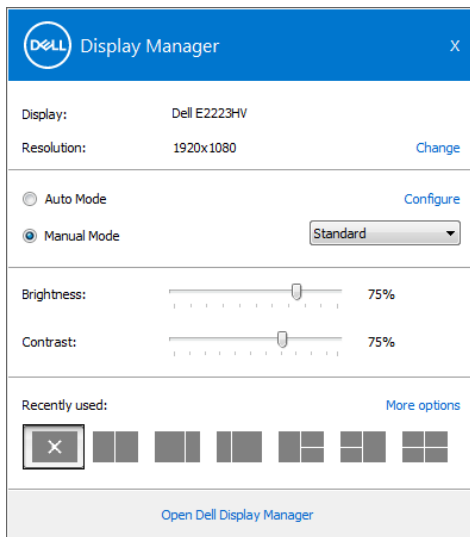 DELL Display Manager X
Display: Dell E2223HV
Resolution: 1920x1080 Change
Auto Mode Configure
Manual Mode Standard
Brightness: 75%
Contrast: 75%
Recently used: More options
Open Dell Display Manager